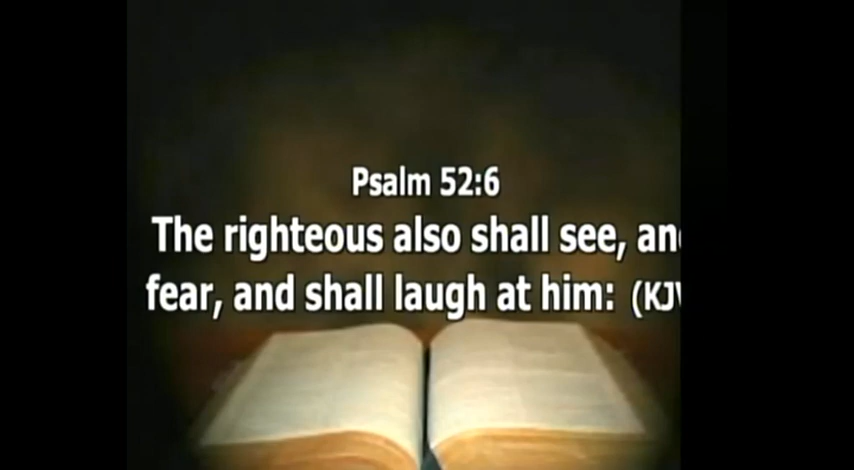 Psalm 52:6
The righteous also shall see, an
fear, and shall laugh at him: (KJ